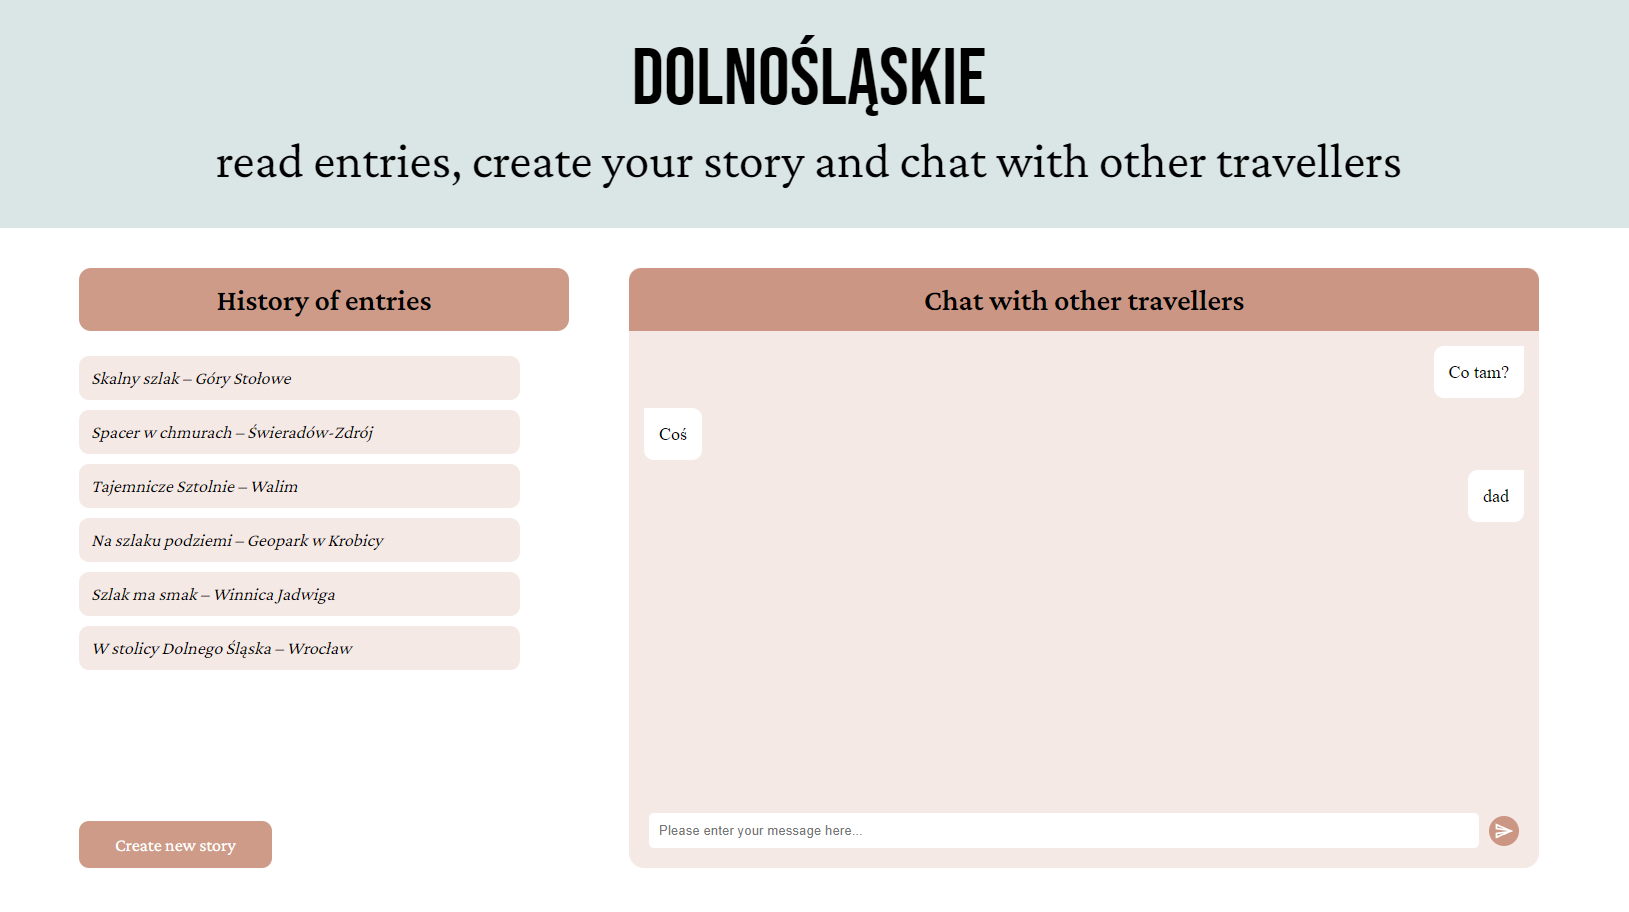 DOLNOŚLĄSKIE
read entries, create your story and chat with other travellers
History of entries
Skalny szlak – Góry Stołowe
Spacer w chmurach – Świeradów-Zdrój
Tajemnicze Sztolnie – Walim
Na szlaku podziemi – Geopark w Krobicy
Szlak ma smak – Winnica Jadwiga
W stolicy Dolnego Śląska – Wrocław
Create new story
Chat with other travellers
Co tam?
Coś
dad
Please enter your message here...